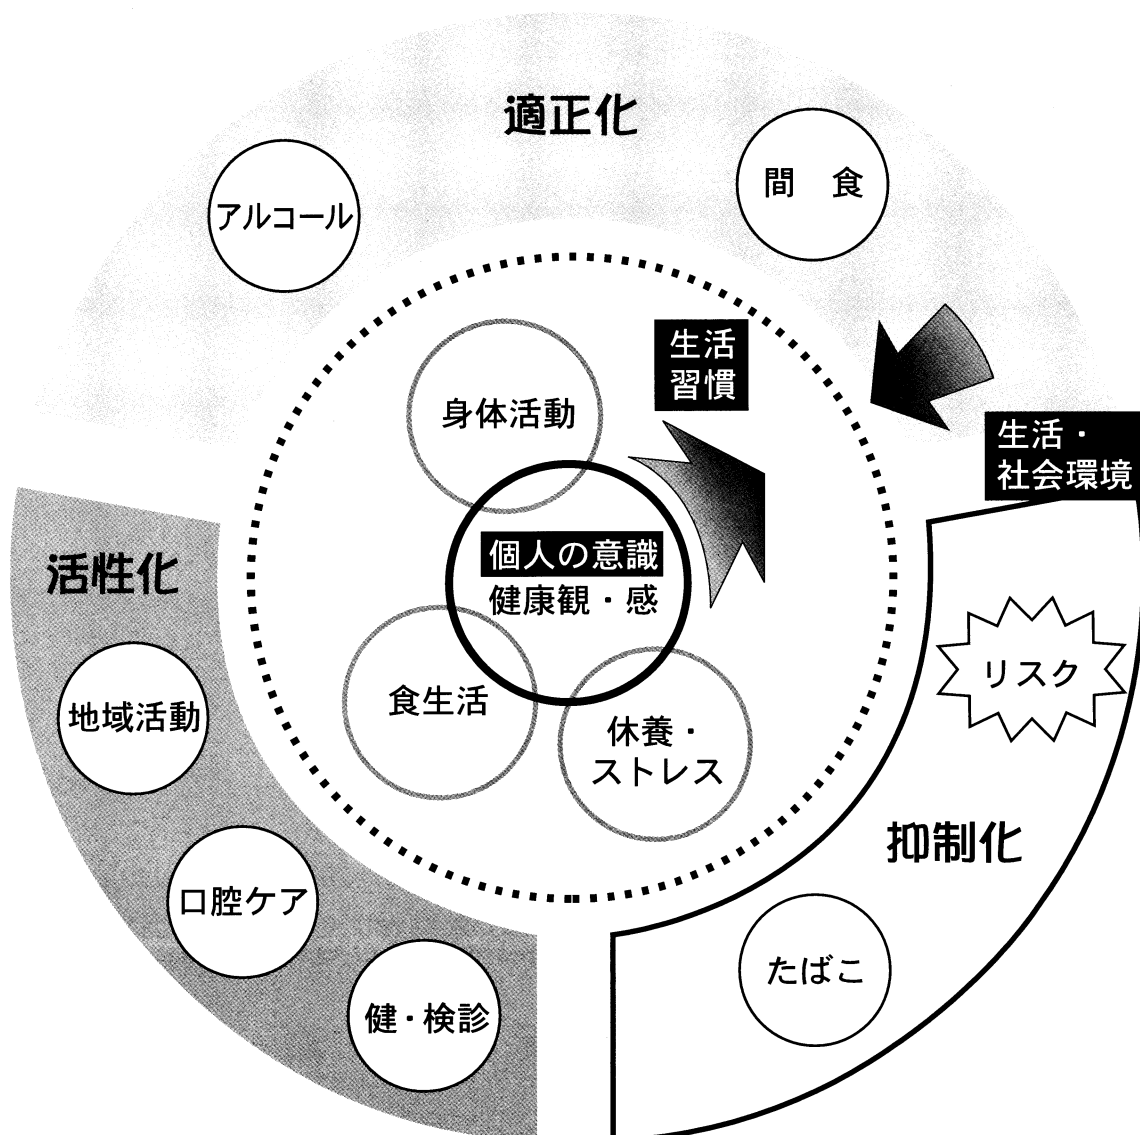 適正化
アルコール
間　食
生活
習慣
身体活動
生活・
社会環境
個人の意識
健康観・感
活性化
リスク
食生活
地域活動
休養・
ストレス
抑制化
口腔ケア
たばこ
健・検診